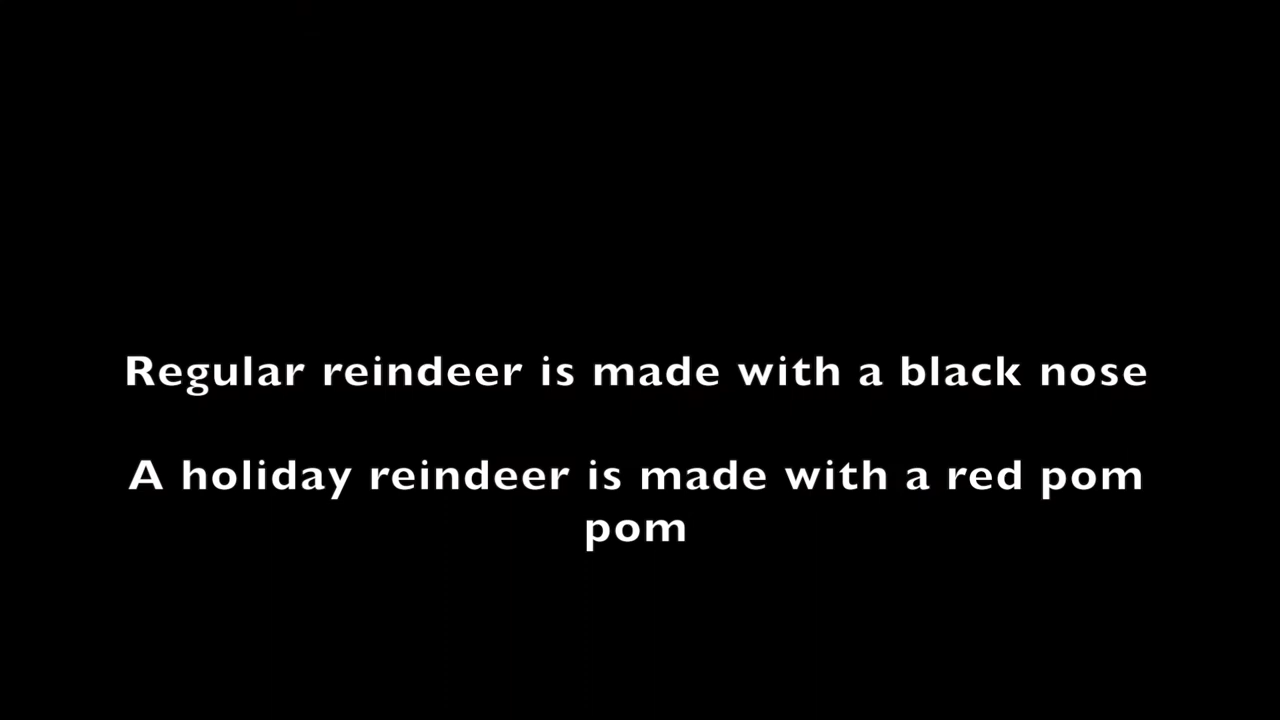 Regular reindeer is made with a black nose
A holiday reindeer is made with a red pom
pom